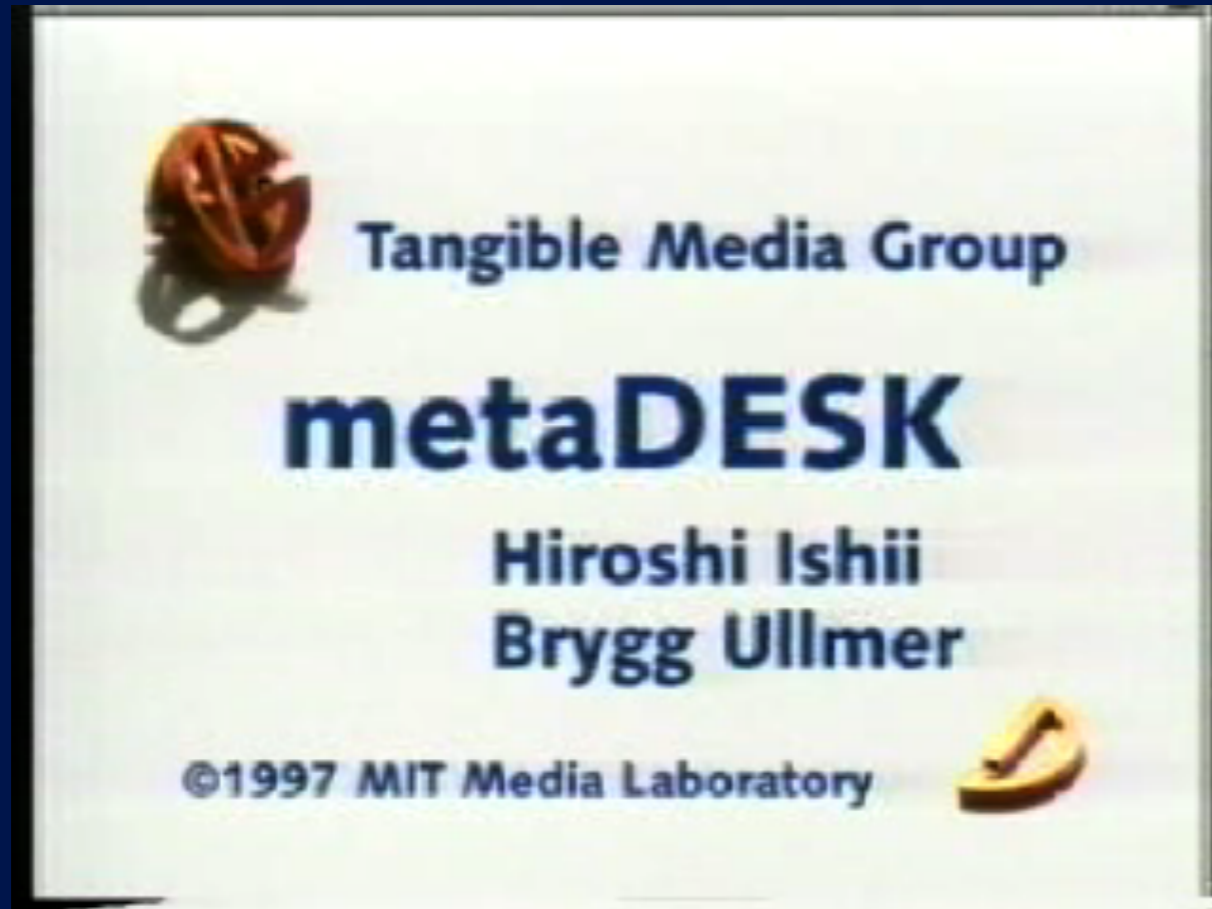 Tangible Media Group
metaDESK
Hiroshi Ishii
Brygg Ullmer
©1997 MIT Media Laboratory